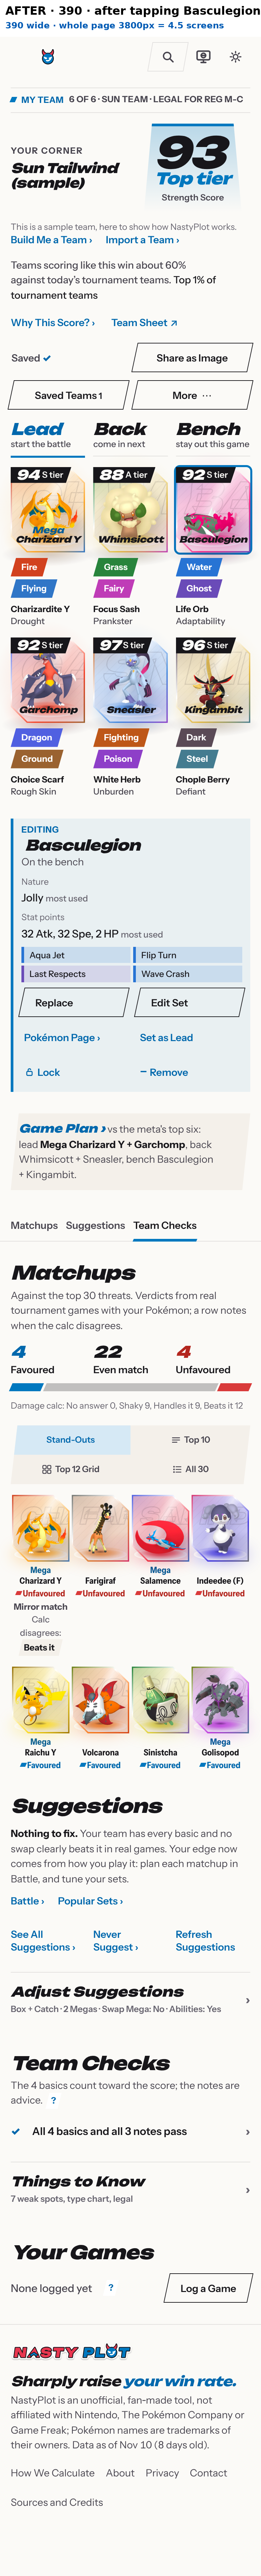 AFTER · 390 · after tapping Basculegion
390 wide · whole page 3800px = 4.5 screens
MY TEAM 6 OF 6 · SUN TEAM · LEGAL FOR REG M-C
YOUR CORNER
Sun Tailwind
(sample)
93
Top tier
Strength Score
This is a sample team, here to show how NastyPlot works.
Build Me a Team › Import a Team ›
Teams scoring like this win about 60%
against today's tournament teams. Top 1% of
tournament teams
Why This Score? › Team Sheet ↗
Saved ✓ Share as Image
Saved Teams 1 More ···
Lead Back Bench
start the battle come in next stay out this game
94 S tier 88 A tier 92 S tier
Mega
Charizard Y Whimsicott Basculegion
Fire Grass Water
Flying Fairy Ghost
Charizardite Y Focus Sash Life Orb
Drought Prankster Adaptability
92 S tier 97 S tier 96 S tier
Garchomp Sneasler Kingambit
Dragon Fighting Dark
Ground Poison Steel
Choice Scarf White Herb Chople Berry
Rough Skin Unburden Defiant
EDITING
Basculegion
On the bench
Nature
Jolly most used
Stat points
32 Atk, 32 Spe, 2 HP most used
Aqua Jet Flip Turn
Last Respects Wave Crash
Replace Edit Set
Pokémon Page › Set as Lead
Lock − Remove
Game Plan › vs the meta's top six:
lead Mega Charizard Y + Garchomp, back
Whimsicott + Sneasler, bench Basculegion
+ Kingambit.
Matchups Suggestions Team Checks
Matchups
Against the top 30 threats. Verdicts from real
tournament games with your Pokémon; a row notes
when the calc disagrees.
4 22 4
Favoured Even match Unfavoured
Damage calc: No answer 0, Shaky 9, Handles it 9, Beats it 12
Stand-Outs Top 10
Top 12 Grid All 30
Mega
Charizard Y Farigiraf Mega
Salamence Indeedee (F)
Unfavoured Unfavoured Unfavoured Unfavoured
Mirror match
Calc
disagrees:
Beats it
Mega
Raichu Y Volcarona Sinistcha Mega
Golisopod
Favoured Favoured Favoured Favoured
Suggestions
Nothing to fix. Your team has every basic and no
swap clearly beats it in real games. Your edge now
comes from how you play it: plan each matchup in
Battle, and tune your sets.
Battle › Popular Sets ›
See All
Suggestions › Never
Suggest › Refresh
Suggestions
Adjust Suggestions ›
Box + Catch · 2 Megas · Swap Mega: No · Abilities: Yes
Team Checks
The 4 basics count toward the score; the notes are
advice. ?
✓ All 4 basics and all 3 notes pass ›
Things to Know ›
7 weak spots, type chart, legal
Your Games
None logged yet ? Log a Game
NASTY PLOT
Sharply raise your win rate.
NastyPlot is an unofficial, fan-made tool, not
affiliated with Nintendo, The Pokémon Company or
Game Freak; Pokémon names are trademarks of
their owners. Data as of Nov 10 (8 days old).
How We Calculate About Privacy Contact
Sources and Credits